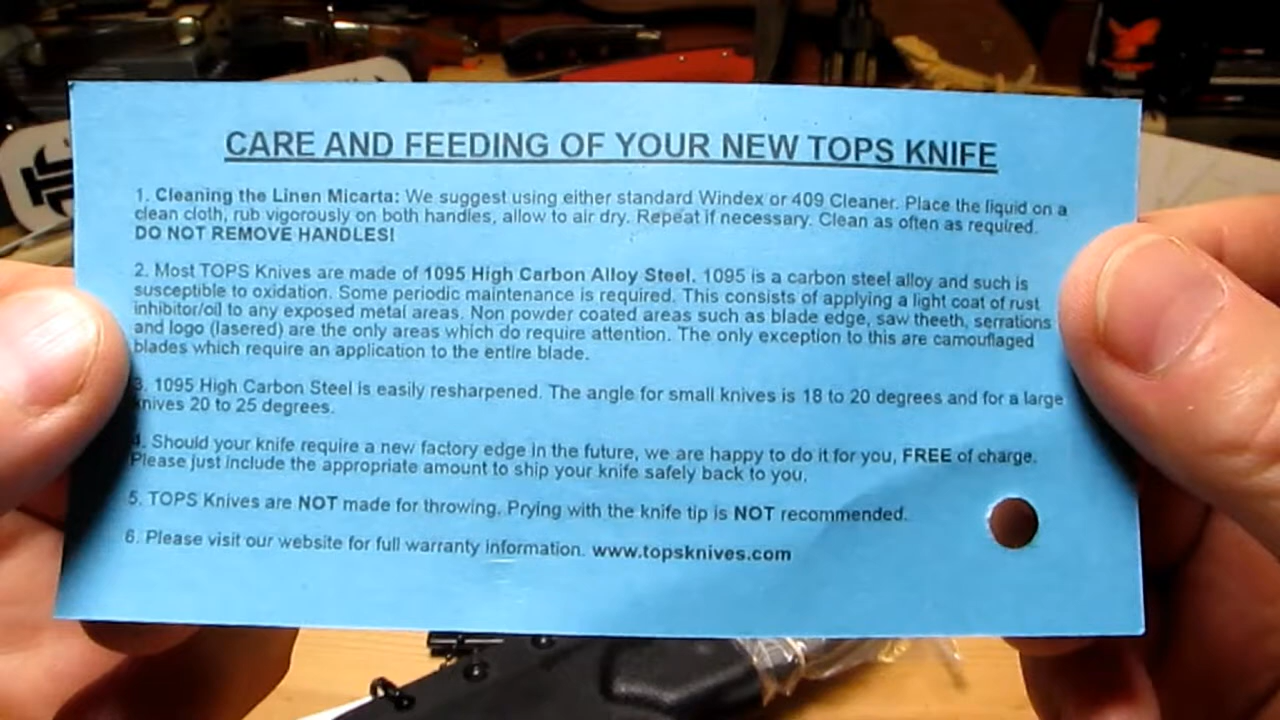 CARE AND FEEDING OF YOUR NEW TOPS KNIFE
1. Cleaning the Linen Micarta: We suggest using either standard Windex or 409 Cleaner. Place the liquid on a
clean cloth, rub vigorously on both handles, allow to air dry. Repeat if necessary. Clean as often as required.
DO NOT REMOVE HANDLES!
2. Most TOPS Knives are made of 1095 High Carbon Alloy Steel. 1095 is a carbon steel alloy and such is
susceptible to oxidation. Some periodic maintenance is required. This consists of applying a light coat of rust
inhibitor/oil to any exposed metal areas. Non powder coated areas such as blade edge, saw theeth, serrations
and logo (lasered) are the only areas which do require attention. The only exception to this are camouflaged
blades which require an application to the entire blade.
3. 1095 High Carbon Steel is easily resharpened. The angle for small knives is 18 to 20 degrees and for a large
knives 20 to 25 degrees.
4. Should your knife require a new factory edge in the future, we are happy to do it for you, FREE of charge.
Please just include the appropriate amount to ship your knife safely back to you.
5. TOPS Knives are NOT made for throwing. Prying with the knife tip is NOT recommended.
6. Please visit our website for full warranty information. www.topsknives.com